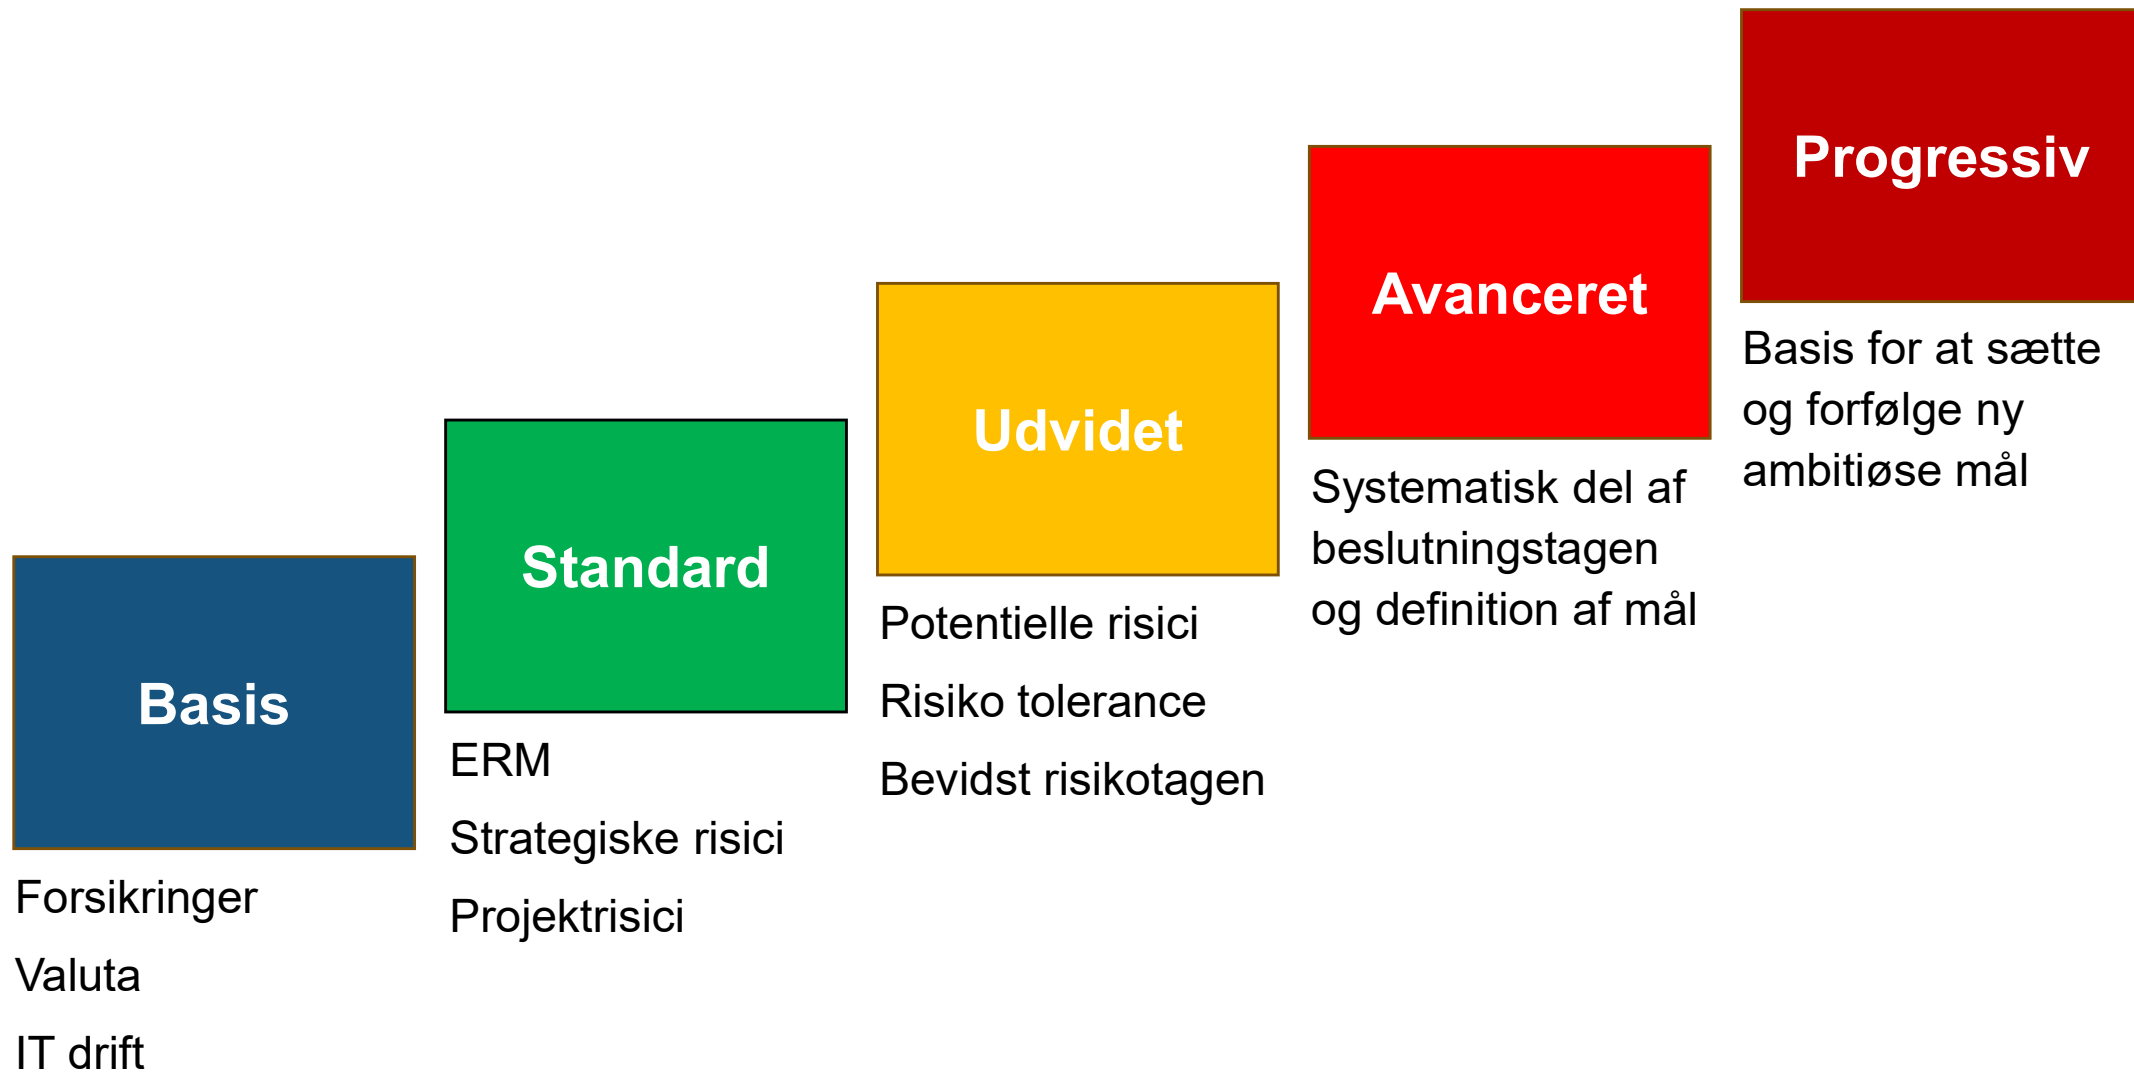 Basis
Forsikringer
Valuta
IT drift
Standard
ERM
Strategiske risici
Projektrisici
Udvidet
Potentielle risici
Risiko tolerance
Bevidst risikotagen
Avanceret
Systematisk del af
beslutningstagen
og definition af mål
Progressiv
Basis for at sætte
og forfølge ny
ambitiøse mål